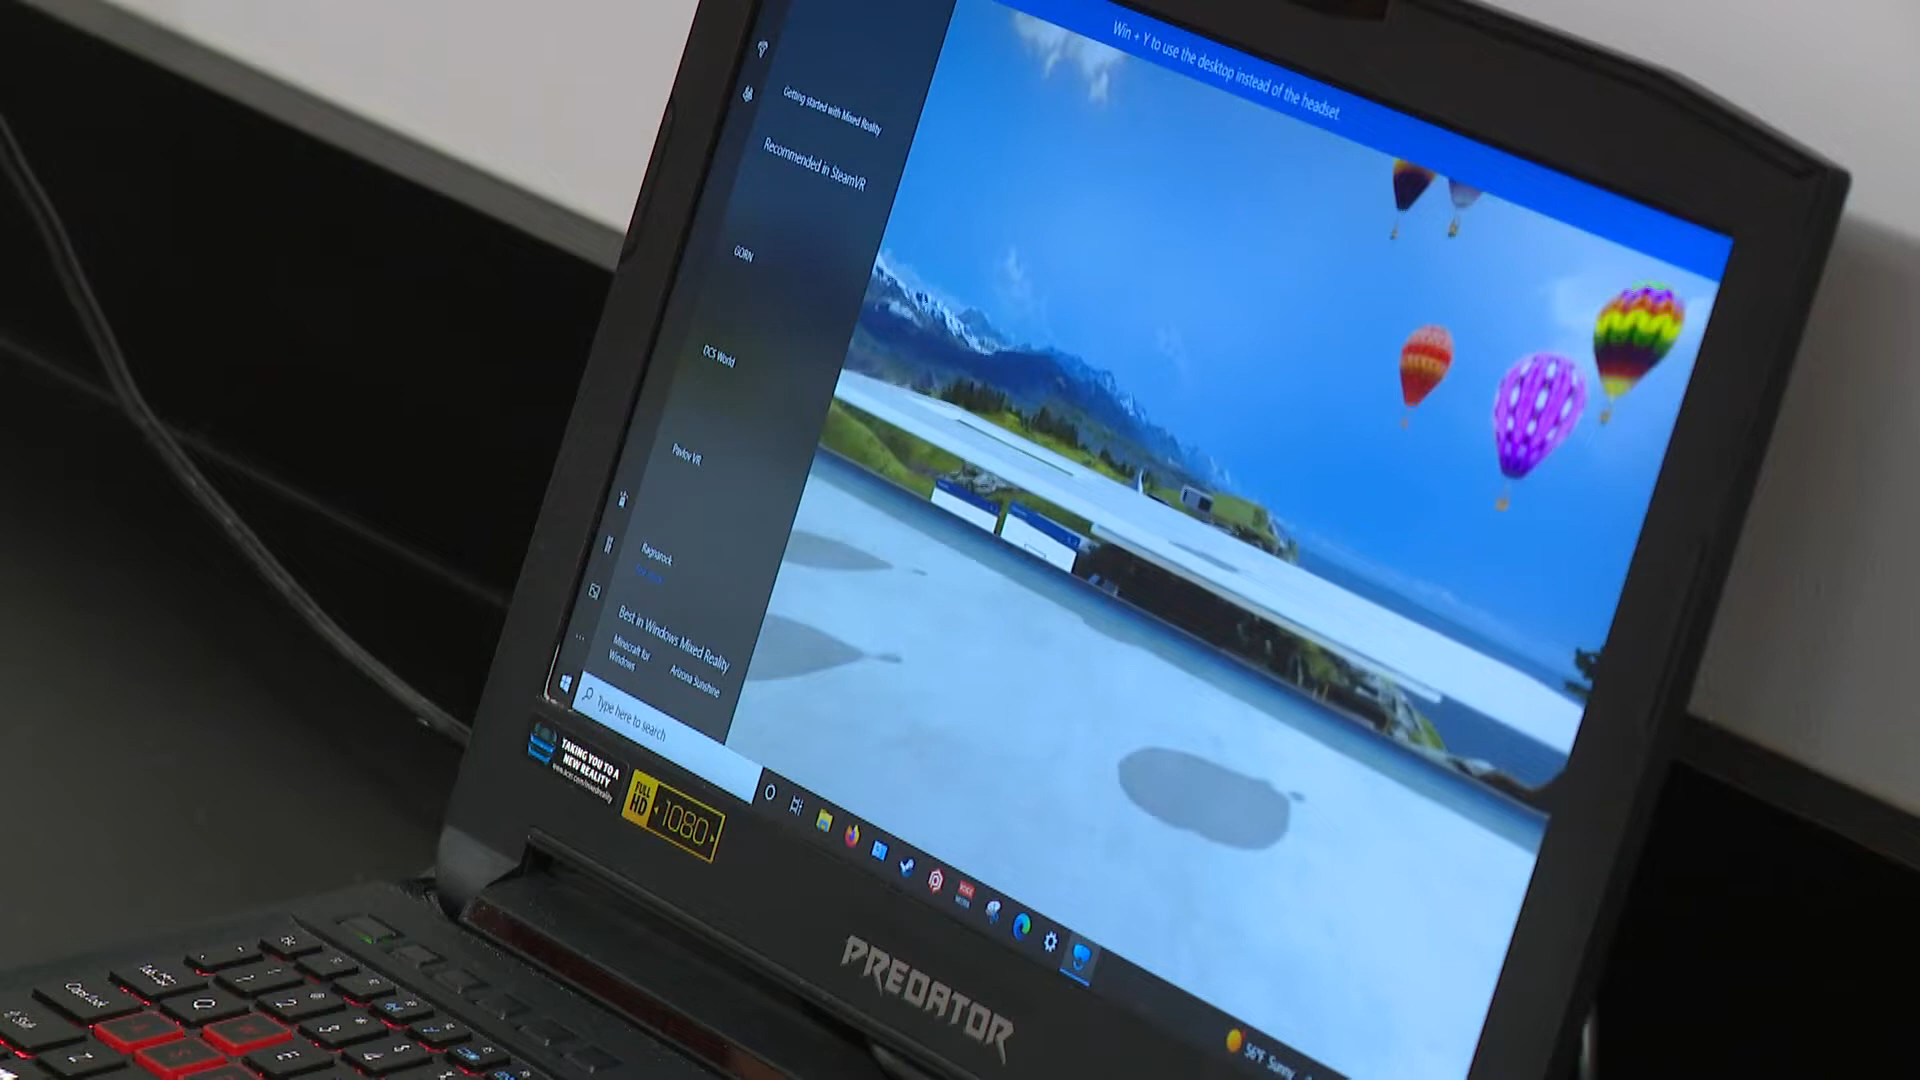 Win + Y to use the desktop instead of the headset.
Getting started with Mixed Reality
Recommended in SteamVR
GORN
DCS World
Pavlov VR
Ragnarock
Best in Windows Mixed Reality
Minecraft for Windows
Arizona Sunshine
Type here to search
TAKING YOU TO A
NEW REALITY
FULL HD 1080
56°F Sunny
PREDATOR
Caps Lock
Q
Z